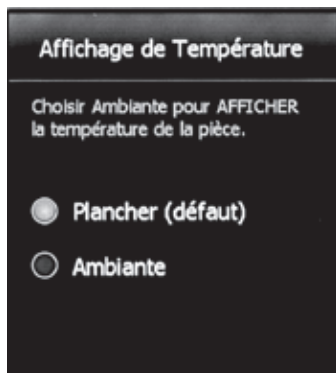 Affichage de Température
Choisir Ambiante pour AFFICHER
la température de la pièce.
Plancher (défaut)
Ambiante